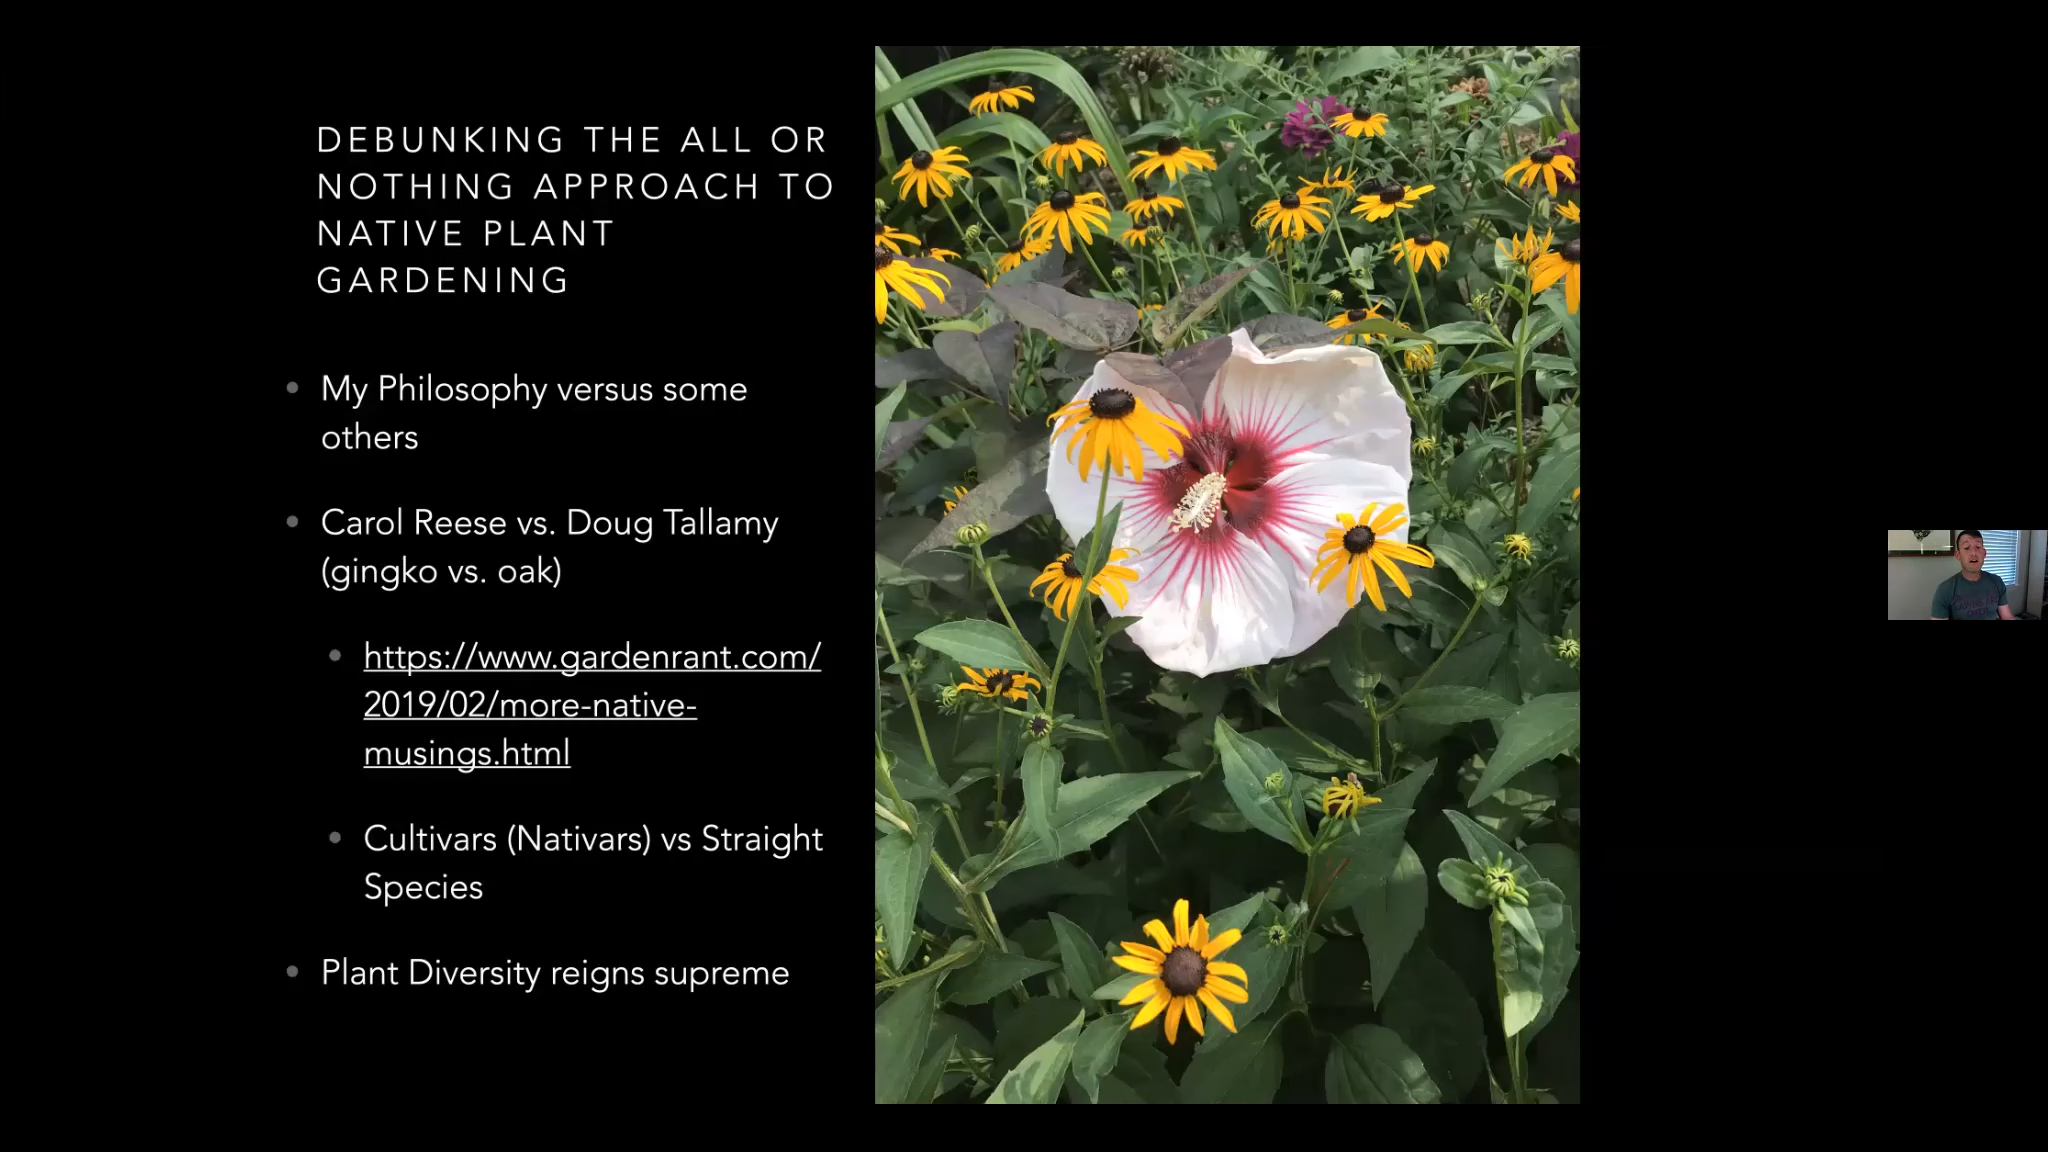 DEBUNKING THE ALL OR
NOTHING APPROACH TO
NATIVE PLANT
GARDENING
My Philosophy versus some
others
Carol Reese vs. Doug Tallamy
(gingko vs. oak)
https://www.gardenrant.com/
2019/02/more-native-
musings.html
Cultivars (Nativars) vs Straight
Species
Plant Diversity reigns supreme